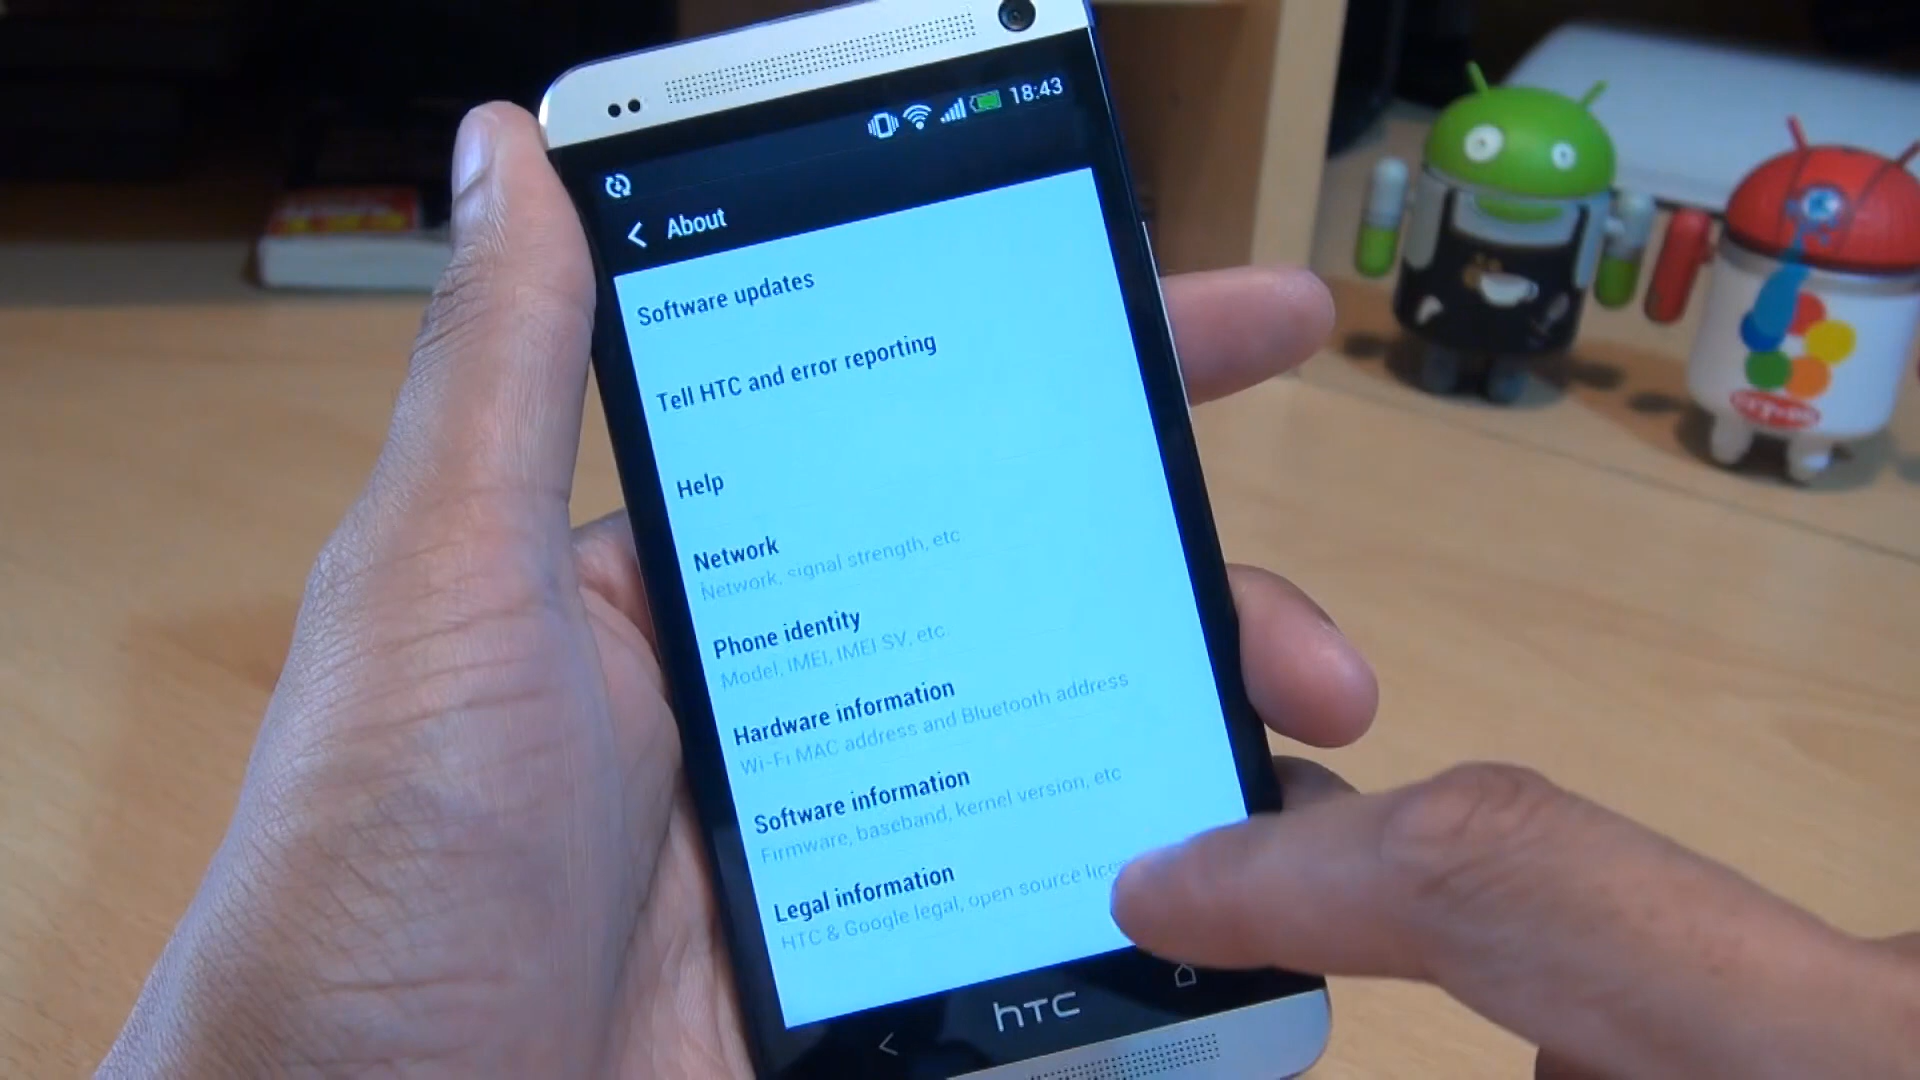 18:43
About
Software updates
Tell HTC and error reporting
Help
Network
Network, signal strength, etc
Phone identity
Model, IMEI, IMEI SV, etc.
Hardware information
Wi-Fi MAC address and Bluetooth address
Software information
Firmware, baseband, kernel version, etc
Legal information
HTC & Google legal, open source
hTC